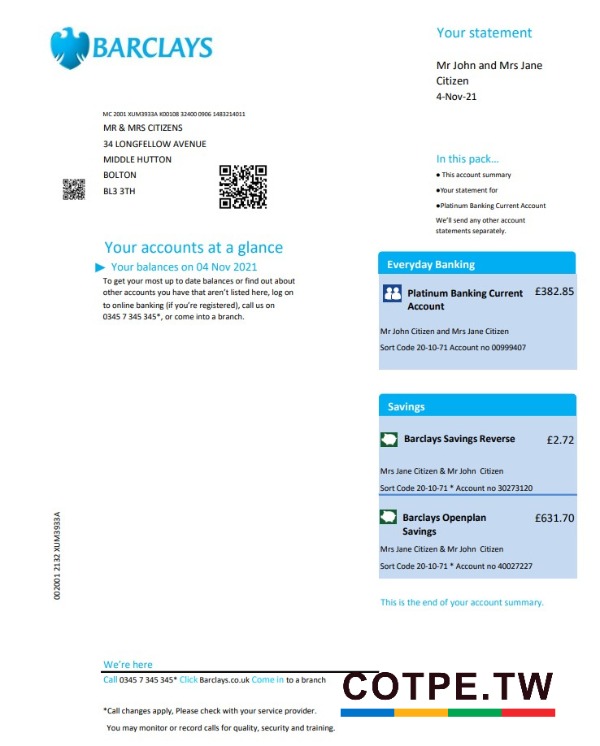 BARCLAYS
Your statement
Mr John and Mrs Jane
Citizen
4-Nov-21
MC 2001 XUM3933A K00108 32400 0906 1483214011
MR & MRS CITIZENS
34 LONGFELLOW AVENUE
MIDDLE HUTTON
BOLTON
BL3 3TH
In this pack...
● This account summary
●Your statement for
●Platinum Banking Current Account
We'll send any other account
statements separately.
Your accounts at a glance
Your balances on 04 Nov 2021
To get your most up to date balances or find out about
other accounts you have that aren't listed here, log on
to online banking (if you're registered), call us on
0345 7 345 345*, or come into a branch.
Everyday Banking
Platinum Banking Current £382.85
Account
Mr John Citizen and Mrs Jane Citizen
Sort Code 20-10-71 Account no 00999407
Savings
Barclays Savings Reverse £2.72
Mrs Jane Citizen & Mr John Citizen
Sort Code 20-10-71 * Account no 30273120
Barclays Openplan £631.70
Savings
Mrs Jane Citizen & Mr John Citizen
Sort Code 20-10-71 * Account no 40027227
This is the end of your account summary.
002001 2132 XUM3933A
We're here
Call 0345 7 345 345* Click Barclays.co.uk Come in to a branch
*Call changes apply, Please check with your service provider.
You may monitor or record calls for quality, security and training.
COTPE.TW